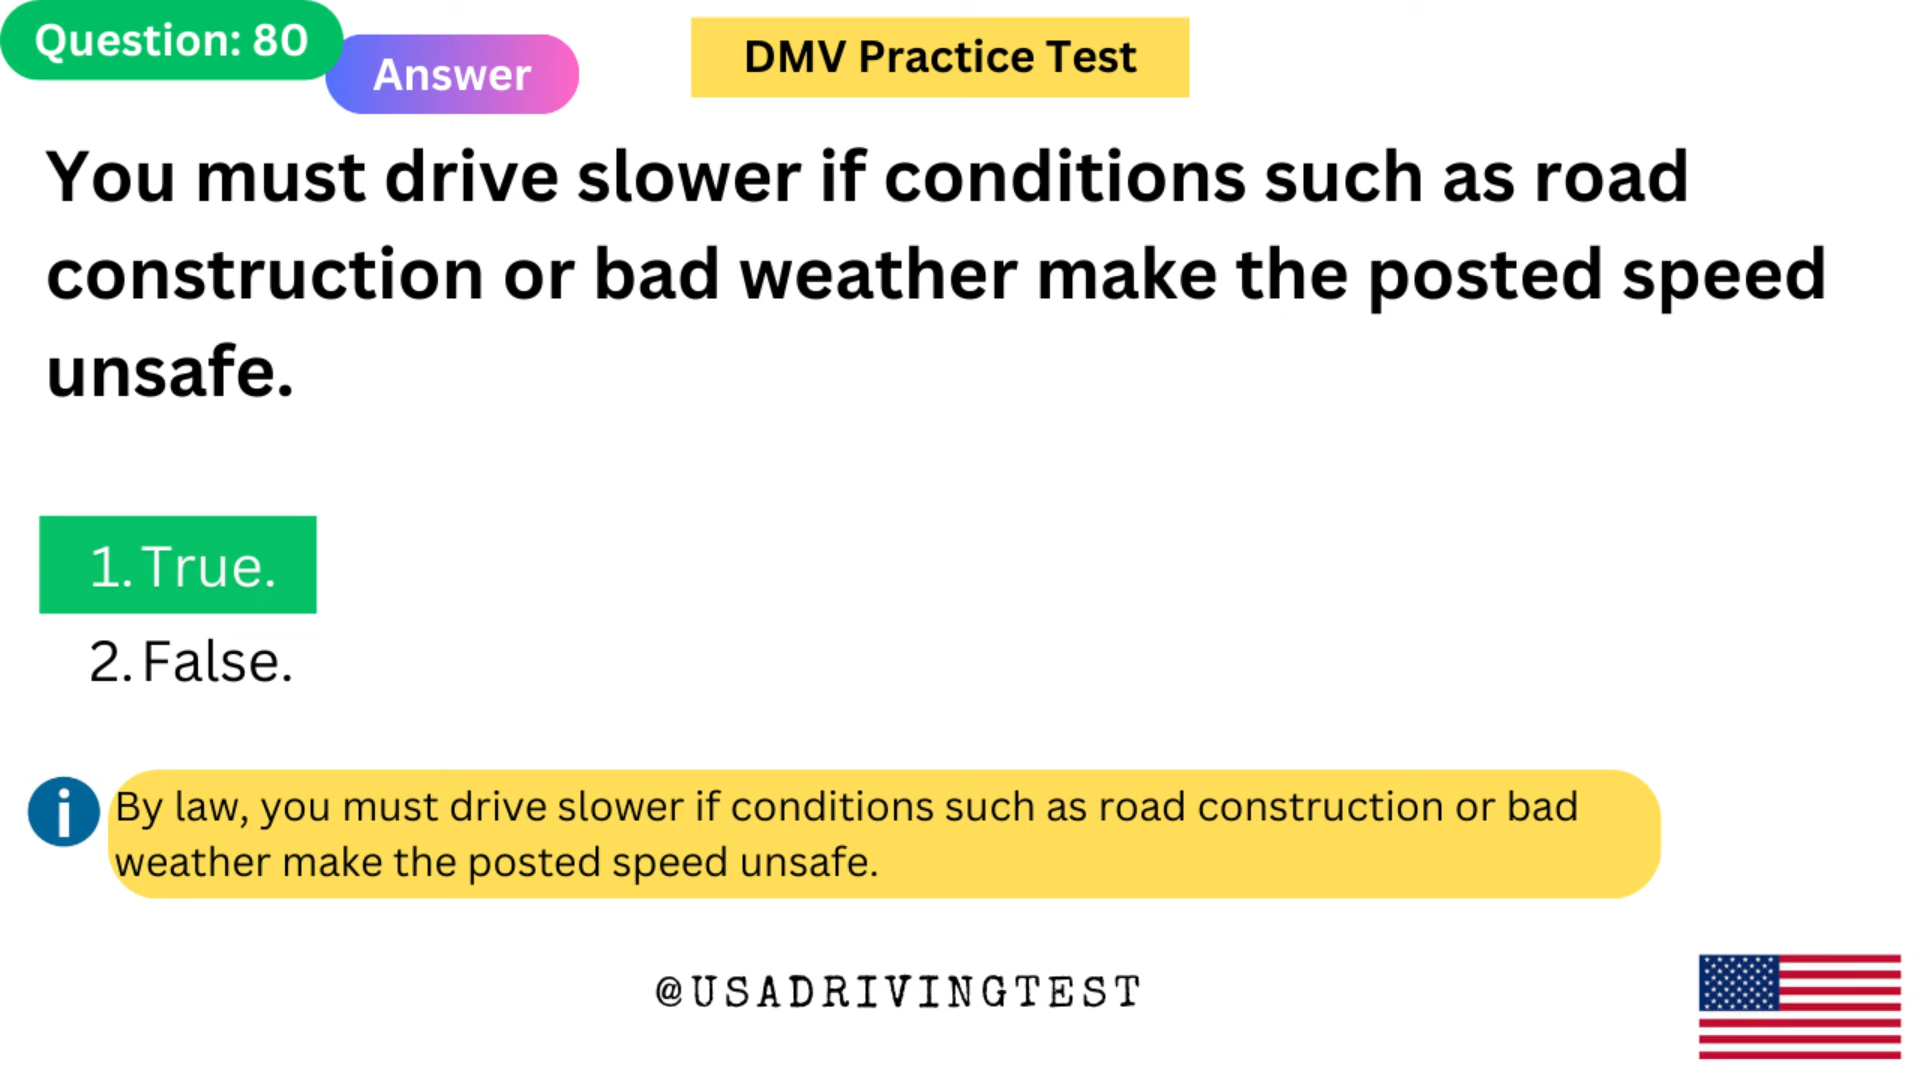 Question: 80
Answer
DMV Practice Test
You must drive slower if conditions such as road
construction or bad weather make the posted speed
unsafe.
1. True.
2. False.
i
By law, you must drive slower if conditions such as road construction or bad
weather make the posted speed unsafe.
@USADRIVINGTEST